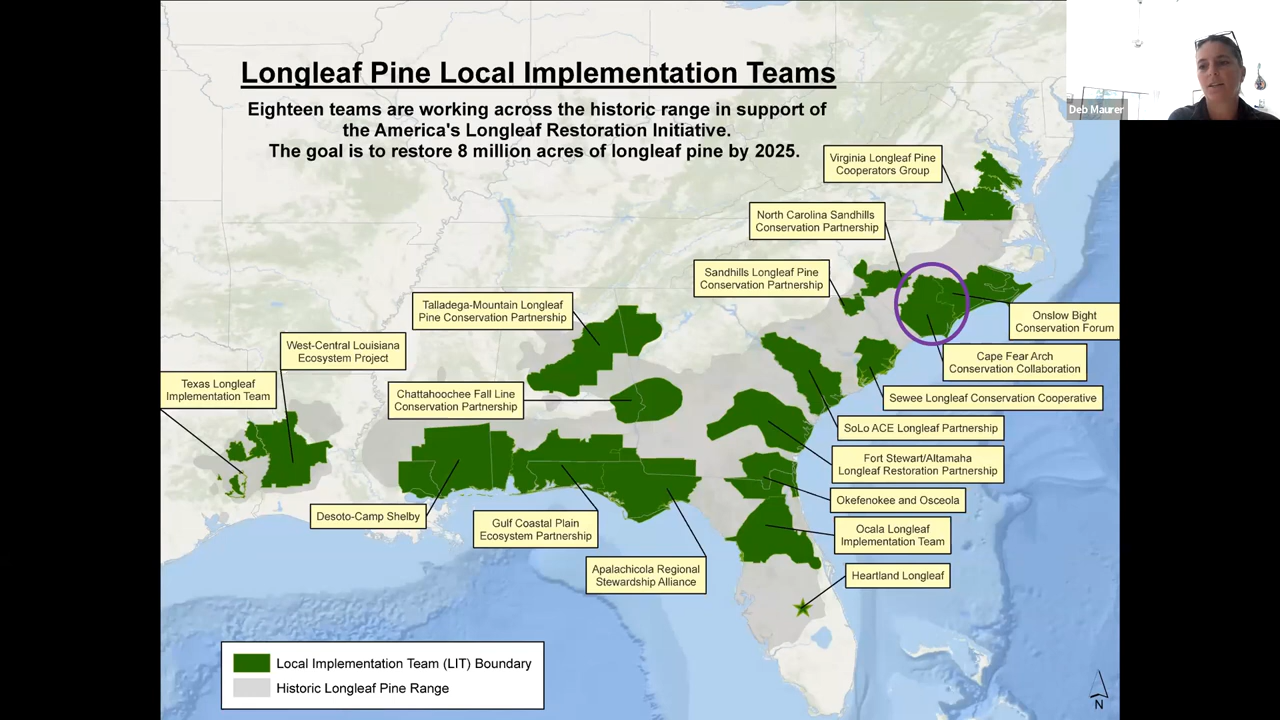 Longleaf Pine Local Implementation Teams
Eighteen teams are working across the historic range in support of
the America's Longleaf Restoration Initiative.
The goal is to restore 8 million acres of longleaf pine by 2025.
Deb Maurer
Virginia Longleaf Pine
Cooperators Group
North Carolina Sandhills
Conservation Partnership
Sandhills Longleaf Pine
Conservation Partnership
Talladega-Mountain Longleaf
Pine Conservation Partnership
Onslow Bight
Conservation Forum
West-Central Louisiana
Ecosystem Project
Cape Fear Arch
Conservation Collaboration
Texas Longleaf
Implementation Team
Chattahoochee Fall Line
Conservation Partnership
Sewee Longleaf Conservation Cooperative
SoLo ACE Longleaf Partnership
Fort Stewart/Altamaha
Longleaf Restoration Partnership
Okefenokee and Osceola
Desoto-Camp Shelby
Gulf Coastal Plain
Ecosystem Partnership
Ocala Longleaf
Implementation Team
Apalachicola Regional
Stewardship Alliance
Heartland Longleaf
Local Implementation Team (LIT) Boundary
Historic Longleaf Pine Range
N